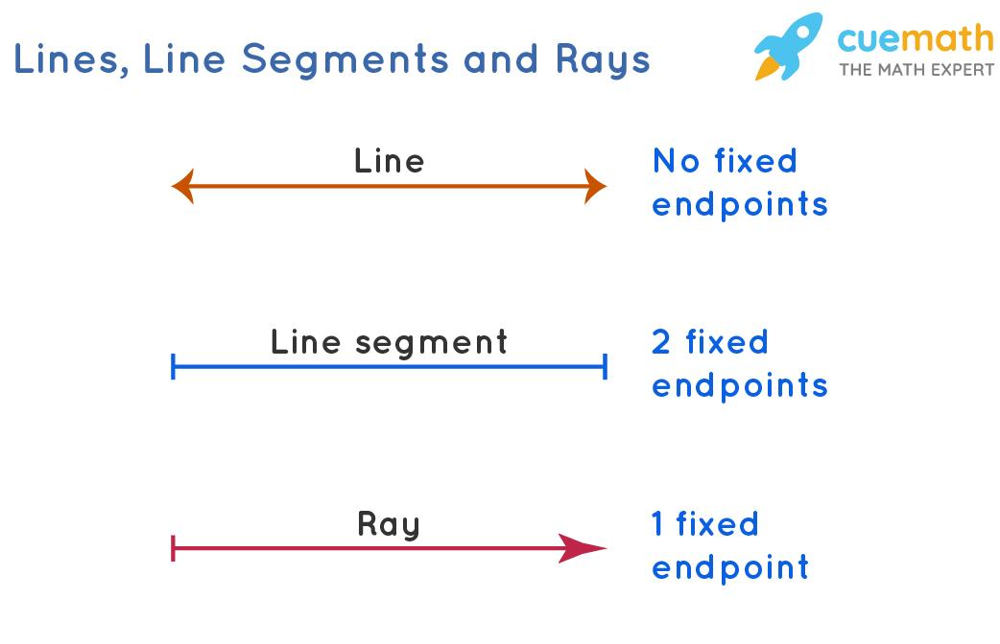 Lines, Line Segments and Rays
cuemath
THE MATH EXPERT
Line
No fixed
endpoints
Line segment
2 fixed
endpoints
Ray
1 fixed
endpoint